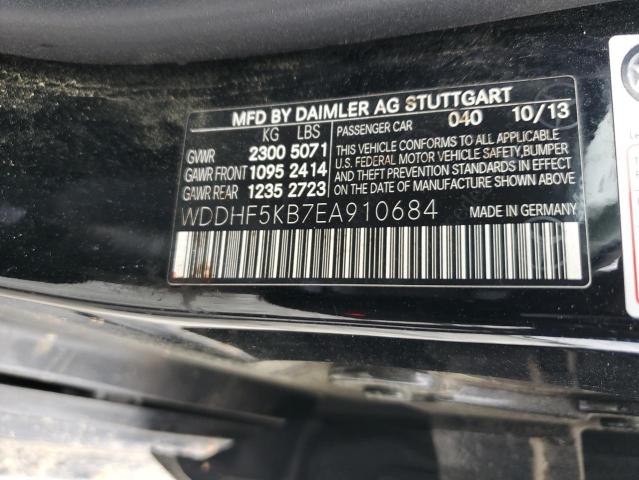 MFD BY DAIMLER AG STUTTGART
KG LBS PASSENGER CAR 040 10/13
GVWR 2300 5071 THIS VEHICLE CONFORMS TO ALL APPLICABLE
GAWR FRONT 1095 2414 U.S. FEDERAL MOTOR VEHICLE SAFETY, BUMPER
GAWR REAR 1235 2723 AND THEFT PREVENTION STANDARDS IN EFFECT
ON THE DATE OF MANUFACTURE SHOWN ABOVE.
WDDHF5KB7EA910684 MADE IN GERMANY